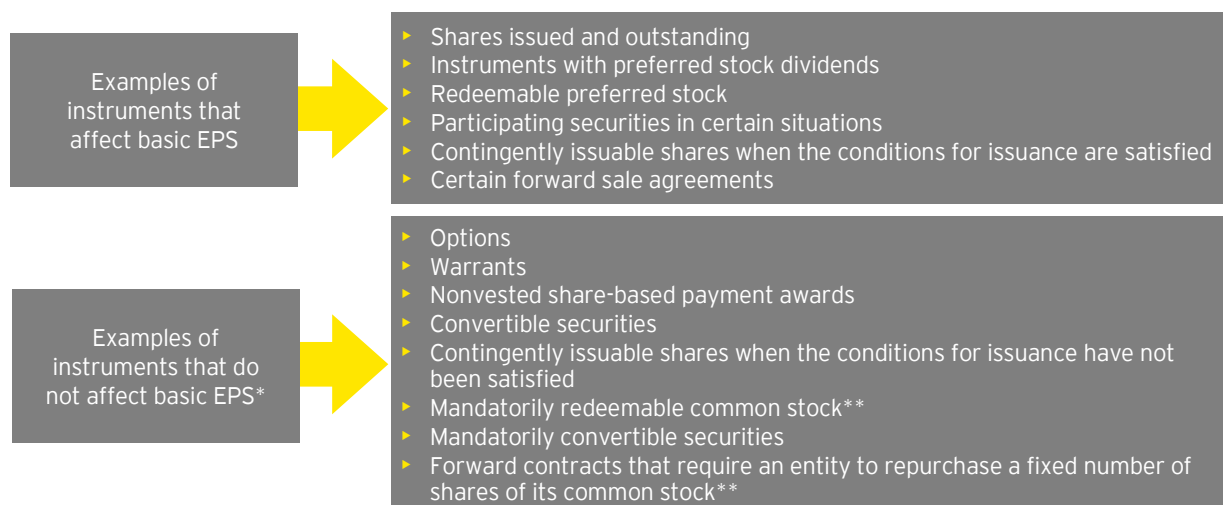 Examples of
instruments that
affect basic EPS
▸ Shares issued and outstanding
▸ Instruments with preferred stock dividends
▸ Redeemable preferred stock
▸ Participating securities in certain situations
▸ Contingently issuable shares when the conditions for issuance are satisfied
▸ Certain forward sale agreements
Examples of
instruments that do
not affect basic EPS*
▸ Options
▸ Warrants
▸ Nonvested share-based payment awards
▸ Convertible securities
▸ Contingently issuable shares when the conditions for issuance have not
been satisfied
▸ Mandatorily redeemable common stock**
▸ Mandatorily convertible securities
▸ Forward contracts that require an entity to repurchase a fixed number of
shares of its common stock**